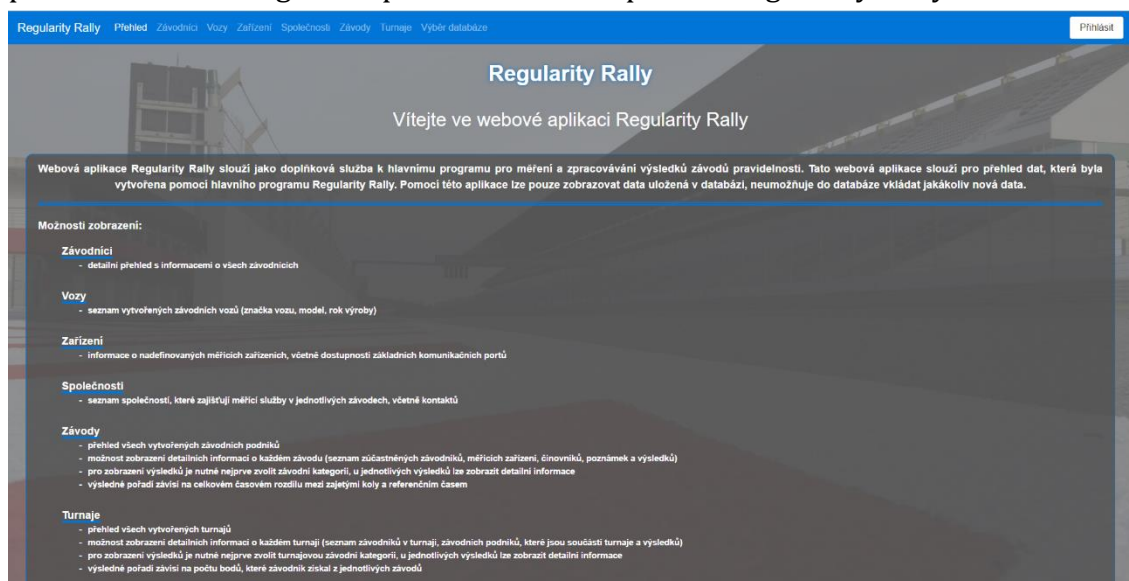 Regularity Rally Přehled Závodníci Vozy Zařízení Společnosti Závody Turnaje Výběr databáze Přihlásit
Regularity Rally
Vítejte ve webové aplikaci Regularity Rally
Webová aplikace Regularity Rally slouží jako doplňková služba k hlavnímu programu pro měření a zpracovávání výsledků závodů pravidelnosti. Tato webová aplikace slouží pro přehled dat, která byla
vytvořena pomocí hlavního programu Regularity Rally. Pomocí této aplikace lze pouze zobrazovat data uložená v databázi, neumožňuje do databáze vkládat jakákoliv nová data.
Možnosti zobrazení:
Závodníci
- detailní přehled s informacemi o všech závodnících
Vozy
- seznam vytvořených závodních vozů (značka vozu, model, rok výroby)
Zařízení
- informace o nadefinovaných měřicích zařízeních, včetně dostupnosti základních komunikačních portů
Společnosti
- seznam společností, které zajišťují měřicí služby v jednotlivých závodech, včetně kontaktů
Závody
- přehled všech vytvořených závodních podniků
- možnost zobrazení detailních informací o každém závodu (seznam zúčastněných závodníků, měřicích zařízení, činovníků, poznámek a výsledků)
- pro zobrazení výsledků je nutné nejprve zvolit závodní kategorii, u jednotlivých výsledků lze zobrazit detailní informace
- výsledné pořadí závisí na celkovém časovém rozdílu mezi zajetými koly a referenčním časem
Turnaje
- přehled všech vytvořených turnajů
- možnost zobrazení detailních informací o každém turnaji (seznam závodníků v turnaji, závodních podniků, které jsou součástí turnaje a výsledků)
- pro zobrazení výsledků je nutné nejprve zvolit turnajovou závodní kategorii, u jednotlivých výsledků lze zobrazit detailní informace
- výsledné pořadí závisí na počtu bodů, které závodník získal z jednotlivých závodů